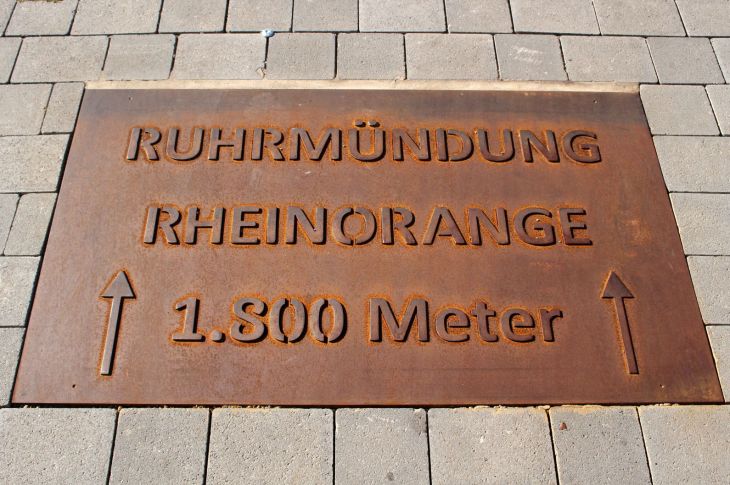 RUHRMÜNDUNG
RHEINORANGE
1.800 Meter